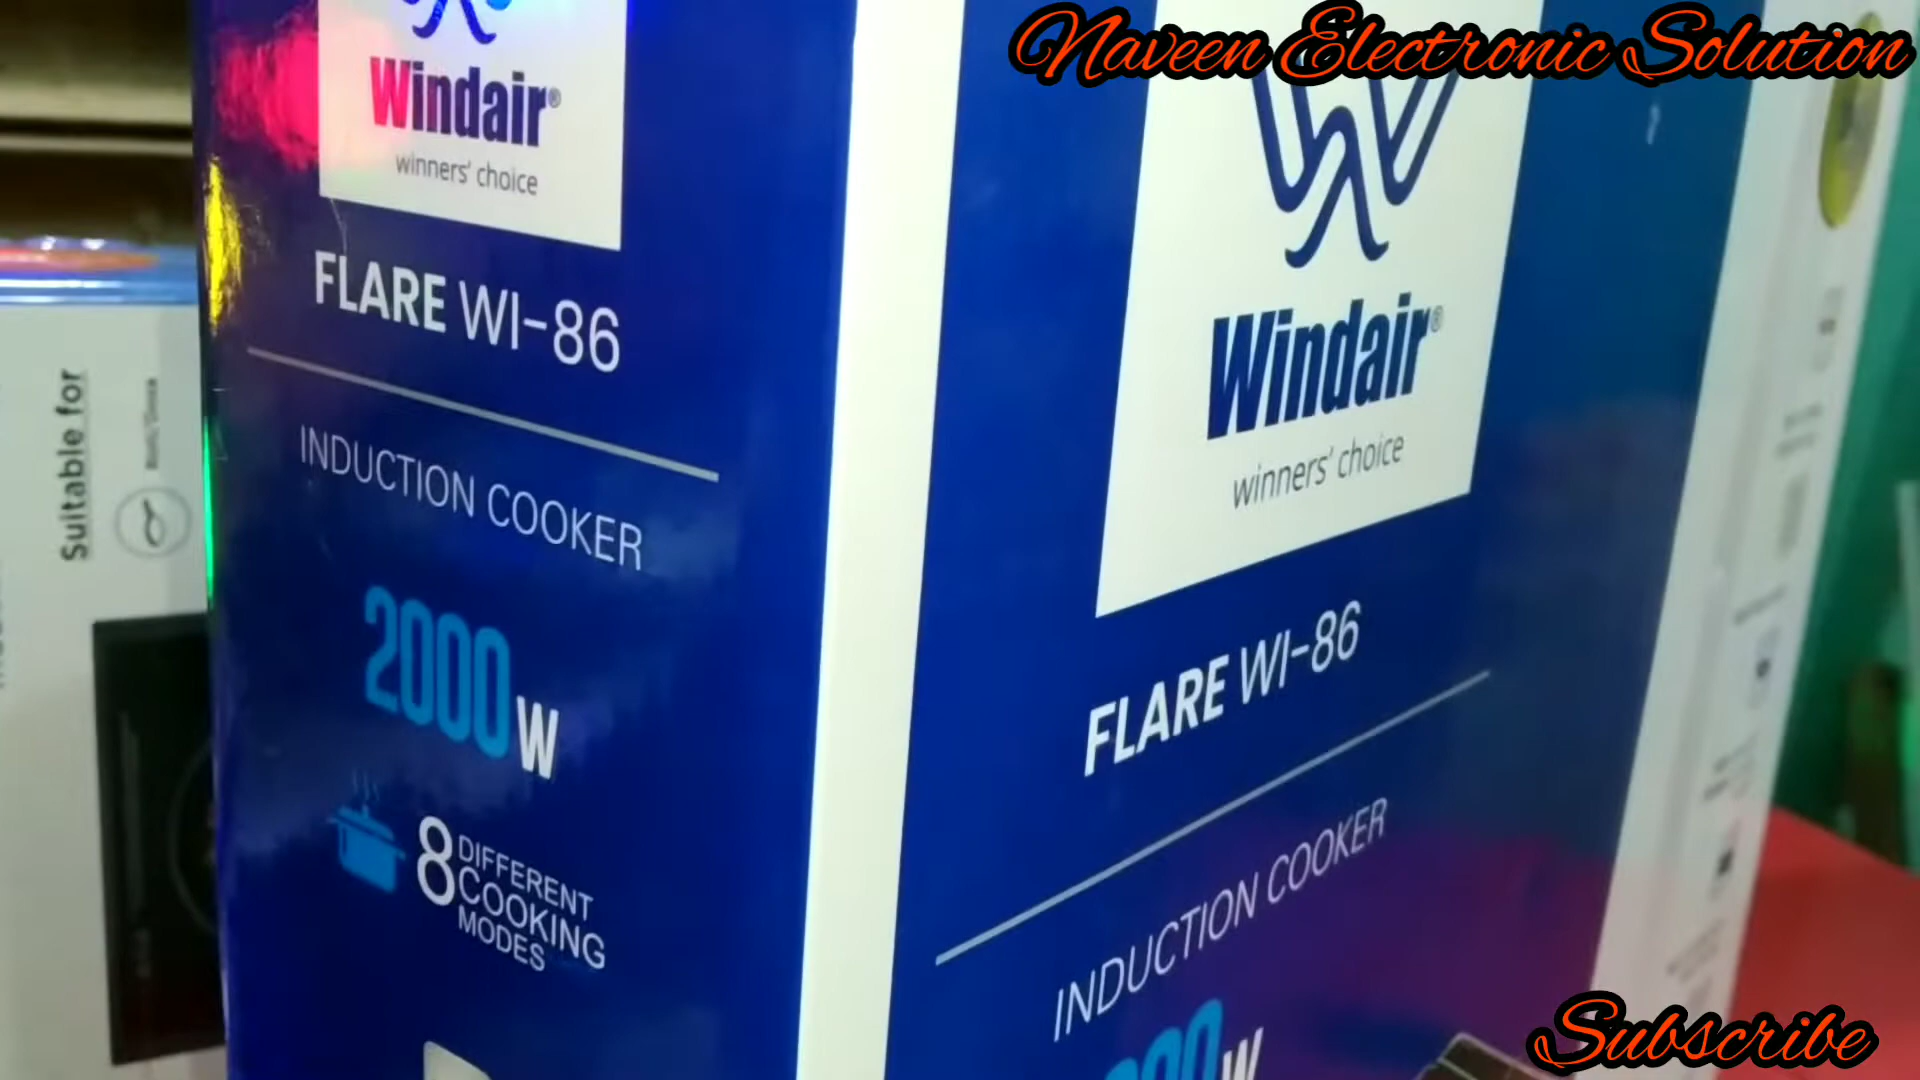 Naveen Electronic Solution
Windair®
winners' choice
FLARE WI-86
INDUCTION COOKER
2000 W
8 DIFFERENT
COOKING
MODES
Windair®
winners' choice
FLARE WI-86
INDUCTION COOKER
W
Suitable for
Subscribe